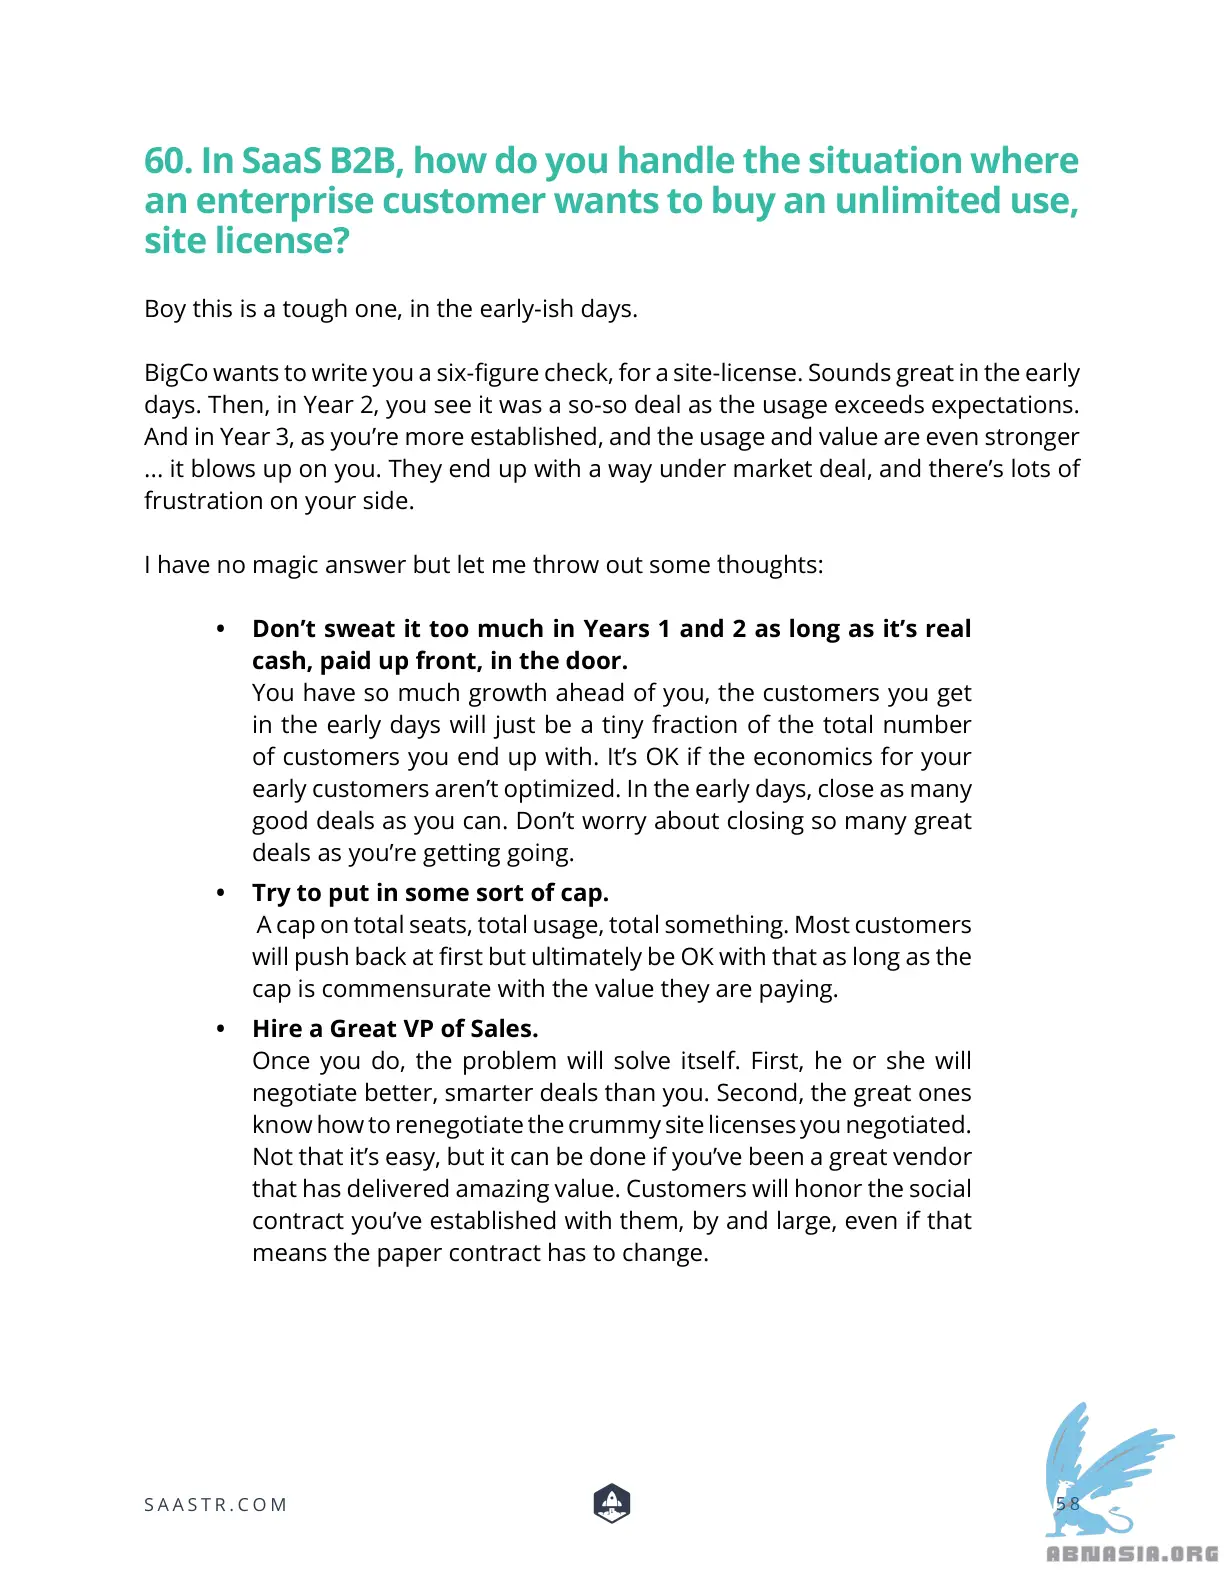 60. In SaaS B2B, how do you handle the situation where
an enterprise customer wants to buy an unlimited use,
site license?
Boy this is a tough one, in the early-ish days.
BigCo wants to write you a six-figure check, for a site-license. Sounds great in the early
days. Then, in Year 2, you see it was a so-so deal as the usage exceeds expectations.
And in Year 3, as you’re more established, and the usage and value are even stronger
... it blows up on you. They end up with a way under market deal, and there’s lots of
frustration on your side.
I have no magic answer but let me throw out some thoughts:
• Don’t sweat it too much in Years 1 and 2 as long as it’s real
cash, paid up front, in the door.
You have so much growth ahead of you, the customers you get
in the early days will just be a tiny fraction of the total number
of customers you end up with. It’s OK if the economics for your
early customers aren’t optimized. In the early days, close as many
good deals as you can. Don’t worry about closing so many great
deals as you’re getting going.
• Try to put in some sort of cap.
A cap on total seats, total usage, total something. Most customers
will push back at first but ultimately be OK with that as long as the
cap is commensurate with the value they are paying.
• Hire a Great VP of Sales.
Once you do, the problem will solve itself. First, he or she will
negotiate better, smarter deals than you. Second, the great ones
know how to renegotiate the crummy site licenses you negotiated.
Not that it’s easy, but it can be done if you’ve been a great vendor
that has delivered amazing value. Customers will honor the social
contract you’ve established with them, by and large, even if that
means the paper contract has to change.
SAASTR.COM
58
ABNASIA.ORG